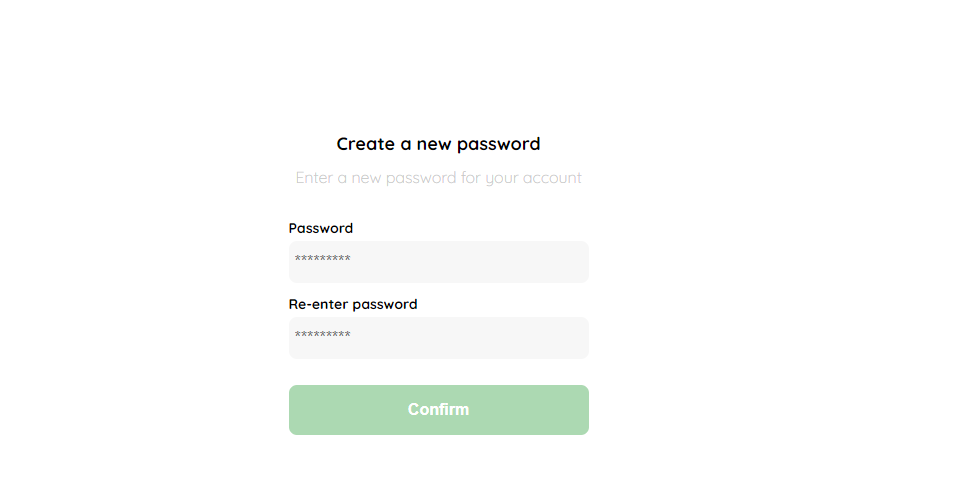 Create a new password
Enter a new password for your account
Password
*********
Re-enter password
*********
Confirm